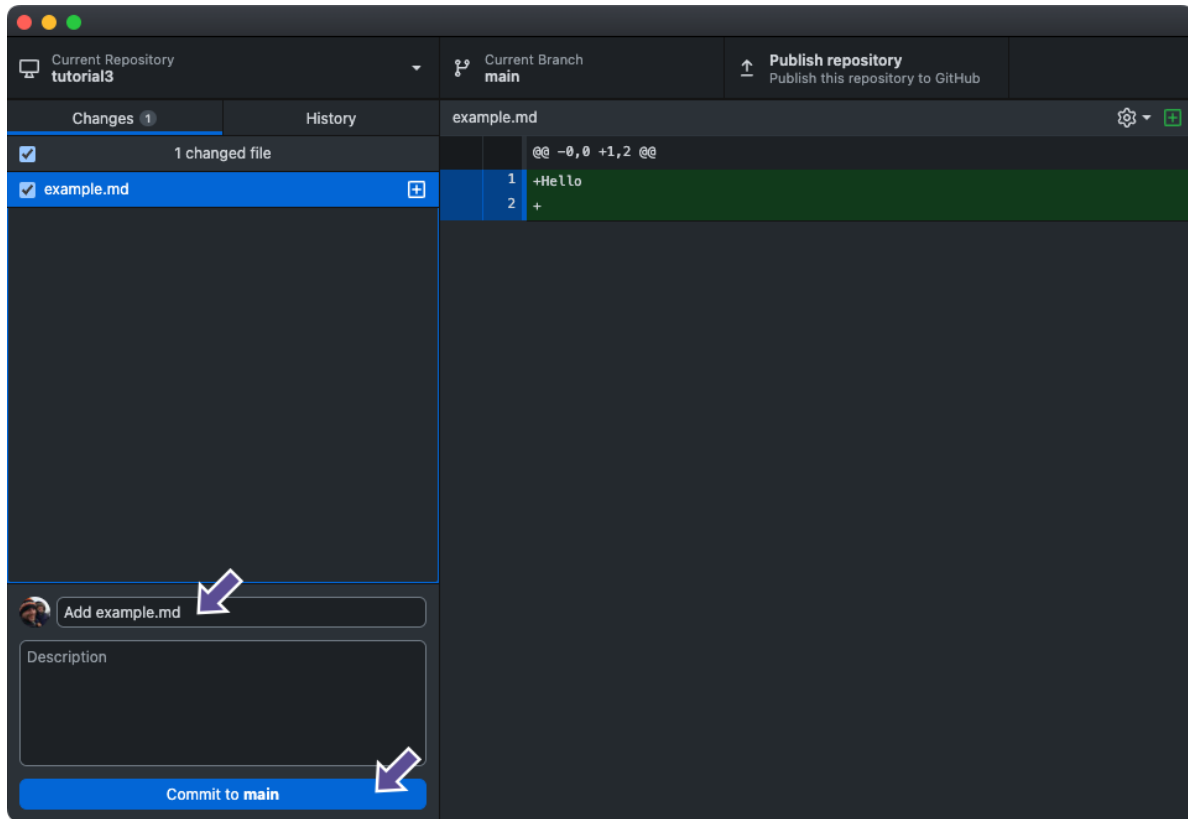 Current Repository
tutorial3
Current Branch
main
Publish repository
Publish this repository to GitHub
Changes 1
History
example.md
1 changed file
@@ -0,0 +1,2 @@
example.md
1 +Hello
2 +
Add example.md
Description
Commit to main